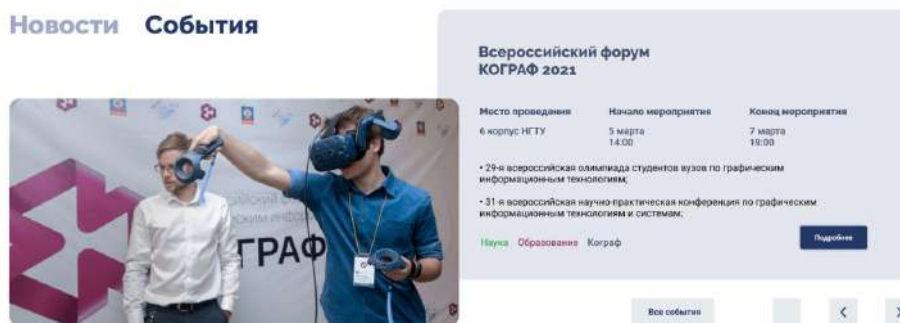 Новости События
Всероссийский форум
КОГРАФ 2021
Место проведения Начало мероприятия Конец мероприятия
6 корпус НГТУ 5 марта 7 марта
14:00 19:00
• 29-я всероссийская олимпиада студентов вузов по графическим
информационным технологиям;
• 31-я всероссийская научно-практическая конференция по графическим
информационным технологиям и системам;
Наука Образование Кограф
Подробнее
ГРАФ
Все события